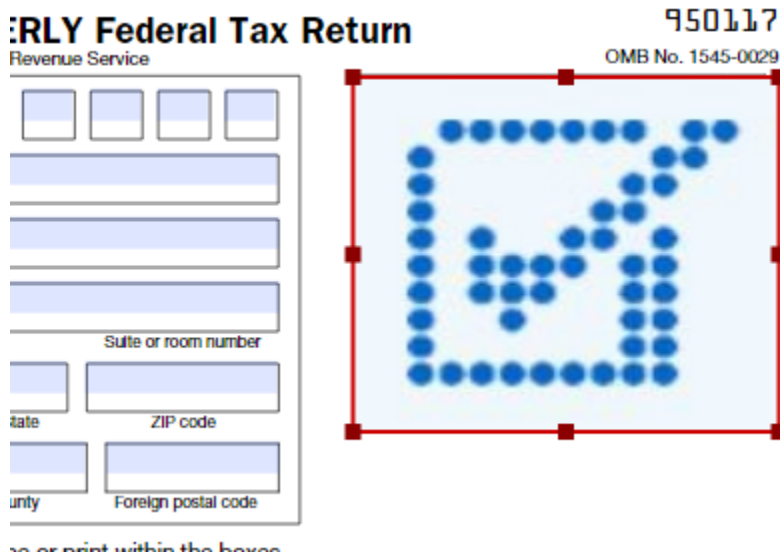 ERLY Federal Tax Return
950117
Revenue Service
OMB No. 1545-0029
Suite or room number
State
ZIP code
unty
Foreign postal code
pe or print within the boxes